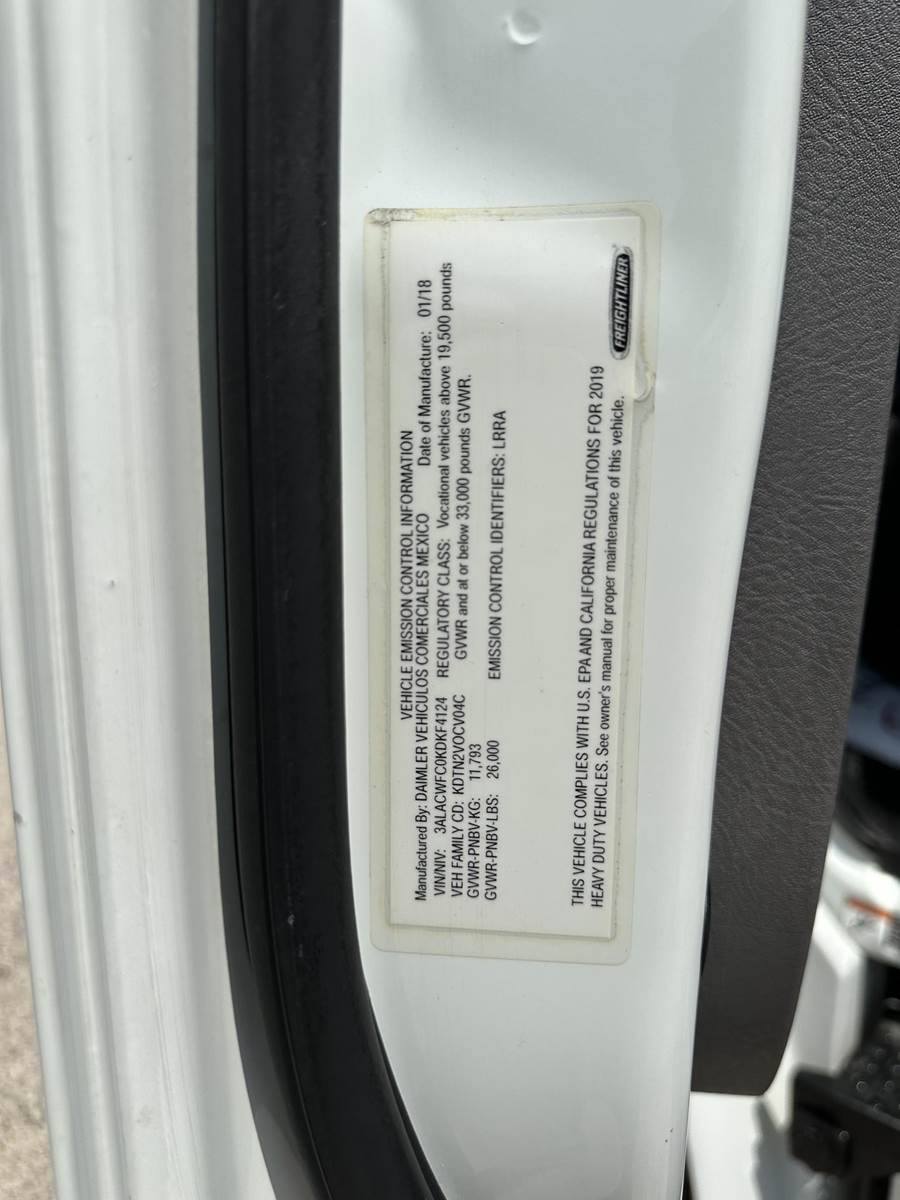 VEHICLE EMISSION CONTROL INFORMATION
Manufactured By: DAIMLER VEHICULOS COMERCIALES MEXICO Date of Manufacture: 01/18
VIN/NIV: 3ALACWFC0KDKF4124 REGULATORY CLASS: Vocational vehicles above 19,500 pounds
VEH FAMILY CD: KDTN2VOCV04C GVWR and at or below 33,000 pounds GVWR.
GVWR-PNBV-KG: 11,793
GVWR-PNBV-LBS: 26,000 EMISSION CONTROL IDENTIFIERS: LRRA
THIS VEHICLE COMPLIES WITH U.S. EPA AND CALIFORNIA REGULATIONS FOR 2019
HEAVY DUTY VEHICLES. See owner's manual for proper maintenance of this vehicle.
FREIGHTLINER